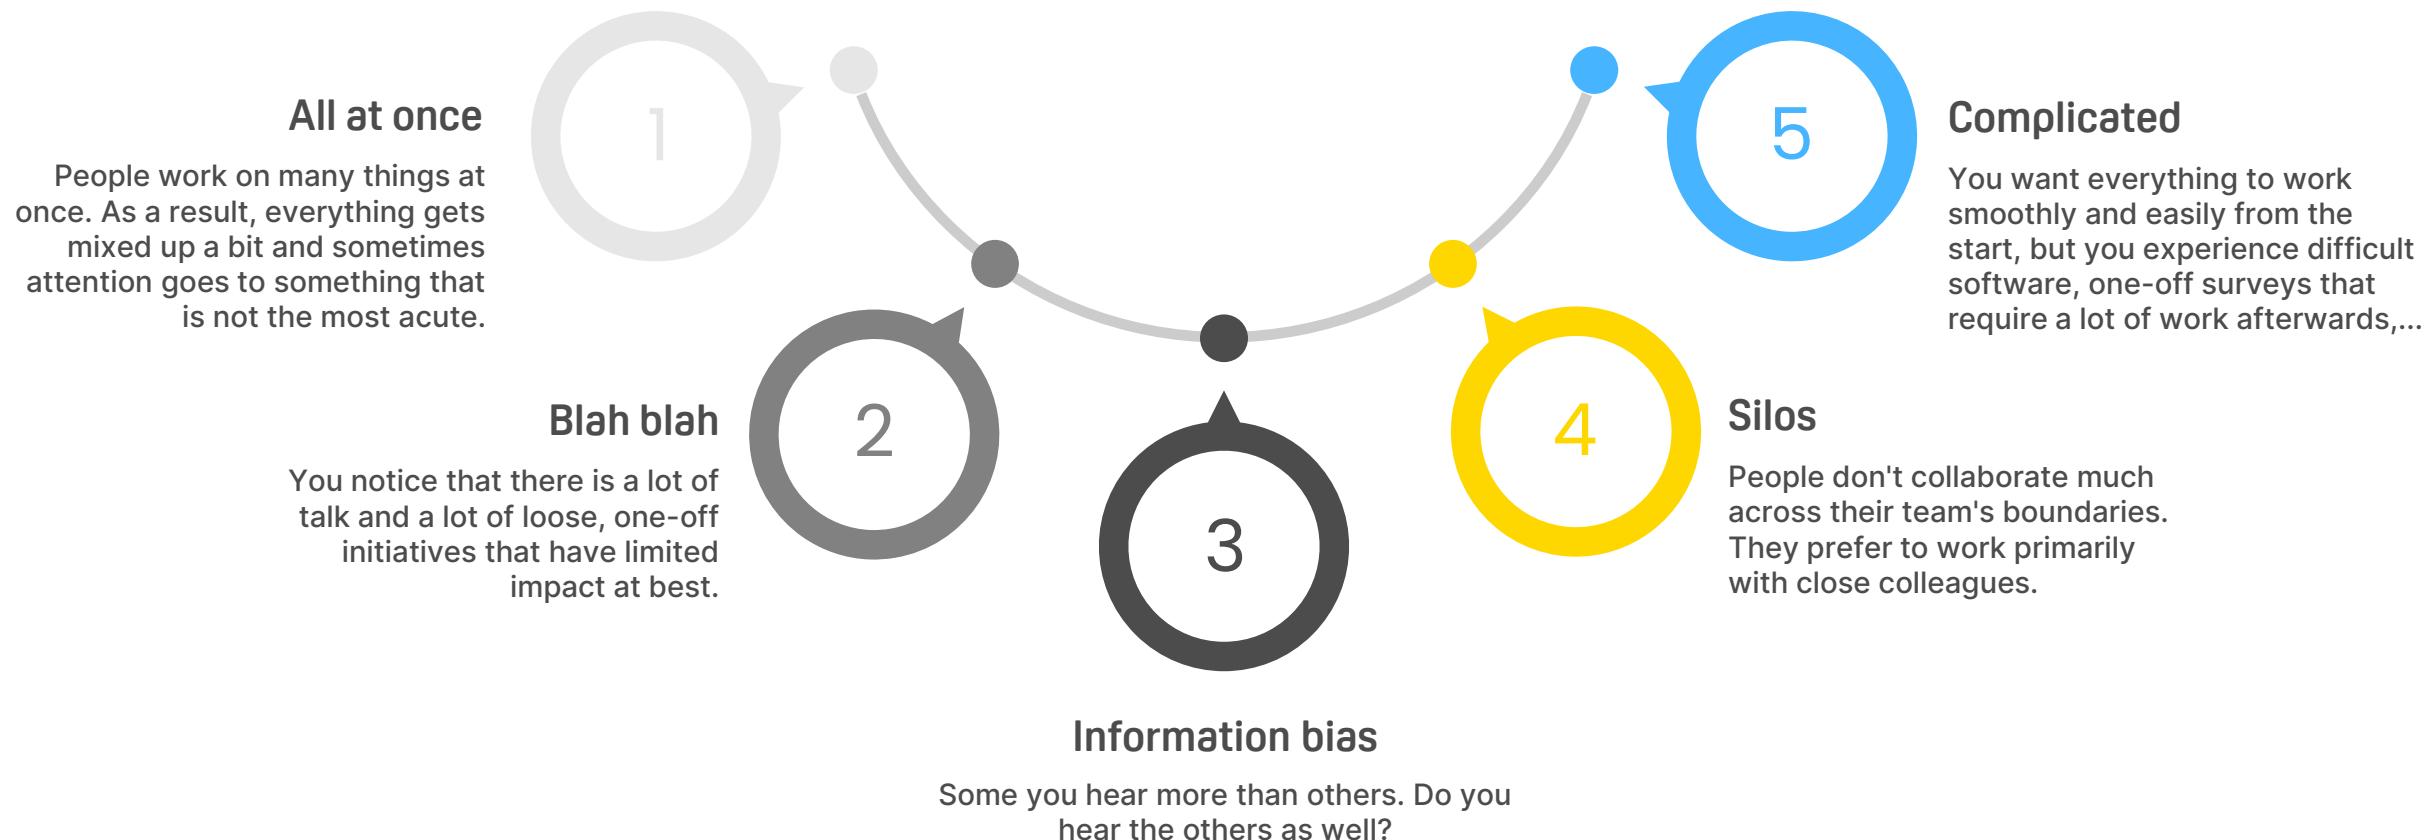 1
All at once
People work on many things at
once. As a result, everything gets
mixed up a bit and sometimes
attention goes to something that
is not the most acute.
2
Blah blah
You notice that there is a lot of
talk and a lot of loose, one-off
initiatives that have limited
impact at best.
3
Information bias
Some you hear more than others. Do you
hear the others as well?
4
Silos
People don't collaborate much
across their team's boundaries.
They prefer to work primarily
with close colleagues.
5
Complicated
You want everything to work
smoothly and easily from the
start, but you experience difficult
software, one-off surveys that
require a lot of work afterwards,...